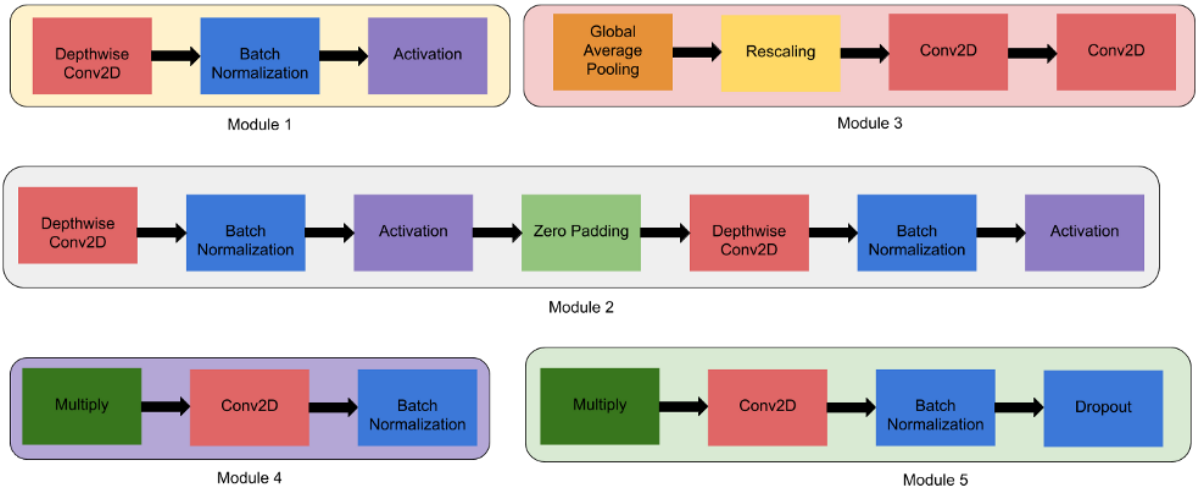 Depthwise
Conv2D
Batch
Normalization
Activation
Module 1
Global
Average
Pooling
Rescaling
Conv2D
Conv2D
Module 3
Depthwise
Conv2D
Batch
Normalization
Activation
Zero Padding
Depthwise
Conv2D
Batch
Normalization
Activation
Module 2
Multiply
Conv2D
Batch
Normalization
Module 4
Multiply
Conv2D
Batch
Normalization
Dropout
Module 5